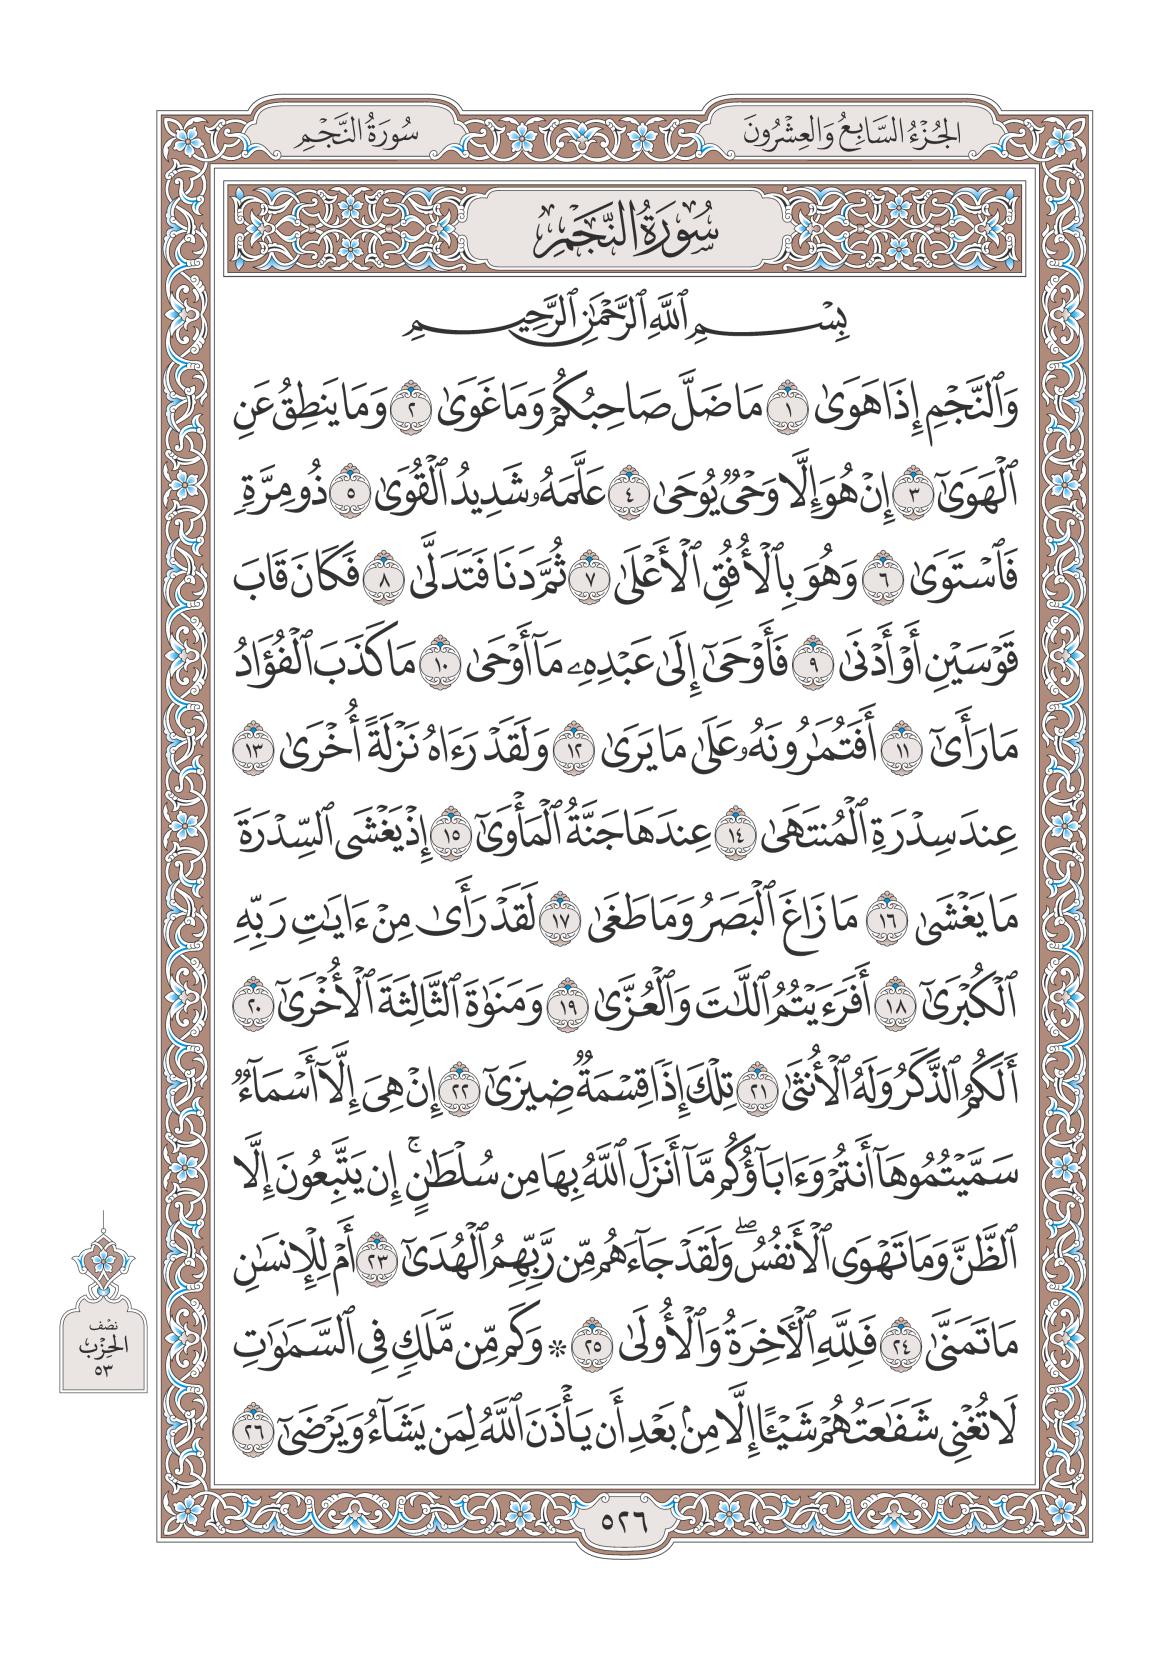 الجُزْءُ السَّابِعُ وَالعِشْرُونَ
سُورَةُ النَّجْمِ
سُورَةُ النَّجْمِ
بِسْمِ ٱللَّهِ ٱلرَّحْمَٰنِ ٱلرَّحِيمِ
وَٱلنَّجْمِ إِذَا هَوَىٰ ١ مَا ضَلَّ صَاحِبُكُمْ وَمَا غَوَىٰ ٢ وَمَا يَنطِقُ عَنِ
ٱلْهَوَىٰٓ ٣ إِنْ هُوَ إِلَّا وَحْىٌ يُوحَىٰ ٤ عَلَّمَهُۥ شَدِيدُ ٱلْقُوَىٰ ٥ ذُو مِرَّةٍ
فَٱسْتَوَىٰ ٦ وَهُوَ بِٱلْأُفُقِ ٱلْأَعْلَىٰ ٧ ثُمَّ دَنَا فَتَدَلَّىٰ ٨ فَكَانَ قَابَ
قَوْسَيْنِ أَوْ أَدْنَىٰ ٩ فَأَوْحَىٰٓ إِلَىٰ عَبْدِهِۦ مَآ أَوْحَىٰ ١٠ مَا كَذَبَ ٱلْفُؤَادُ
مَا رَأَىٰٓ ١١ أَفَتُمَٰرُونَهُۥ عَلَىٰ مَا يَرَىٰ ١٢ وَلَقَدْ رَءَاهُ نَزْلَةً أُخْرَىٰ ١٣
عِندَ سِدْرَةِ ٱلْمُنتَهَىٰ ١٤ عِندَهَا جَنَّةُ ٱلْمَأْوَىٰٓ ١٥ إِذْ يَغْشَى ٱلسِّدْرَةَ
مَا يَغْشَىٰ ١٦ مَا زَاغَ ٱلْبَصَرُ وَمَا طَغَىٰ ١٧ لَقَدْ رَأَىٰ مِنْ ءَايَٰتِ رَبِّهِ
ٱلْكُبْرَىٰٓ ١٨ أَفَرَءَيْتُمُ ٱللَّٰتَ وَٱلْعُزَّىٰ ١٩ وَمَنَوٰةَ ٱلثَّالِثَةَ ٱلْأُخْرَىٰٓ ٢٠
أَلَكُمُ ٱلذَّكَرُ وَلَهُ ٱلْأُنثَىٰ ٢١ تِلْكَ إِذًا قِسْمَةٌ ضِيزَىٰٓ ٢٢ إِنْ هِىَ إِلَّآ أَسْمَآءٌ
سَمَّيْتُمُوهَآ أَنتُمْ وَءَابَآؤُكُم مَّآ أَنزَلَ ٱللَّهُ بِهَا مِن سُلْطَٰنٍ ۚ إِن يَتَّبِعُونَ إِلَّا
ٱلظَّنَّ وَمَا تَهْوَى ٱلْأَنفُسُ ۖ وَلَقَدْ جَآءَهُم مِّن رَّبِّهِمُ ٱلْهُدَىٰٓ ٢٣ أَمْ لِلْإِنسَٰنِ
مَا تَمَنَّىٰ ٢٤ فَلِلَّهِ ٱلْءَاخِرَةُ وَٱلْأُولَىٰ ٢٥ ۞ وَكَم مِّن مَّلَكٍ فِى ٱلسَّمَٰوَٰتِ
لَا تُغْنِى شَفَٰعَتُهُمْ شَيْـًٔا إِلَّا مِنۢ بَعْدِ أَن يَأْذَنَ ٱللَّهُ لِمَن يَشَآءُ وَيَرْضَىٰٓ ٢٦
نصف
الحِزْب
٥٣
٥٢٦